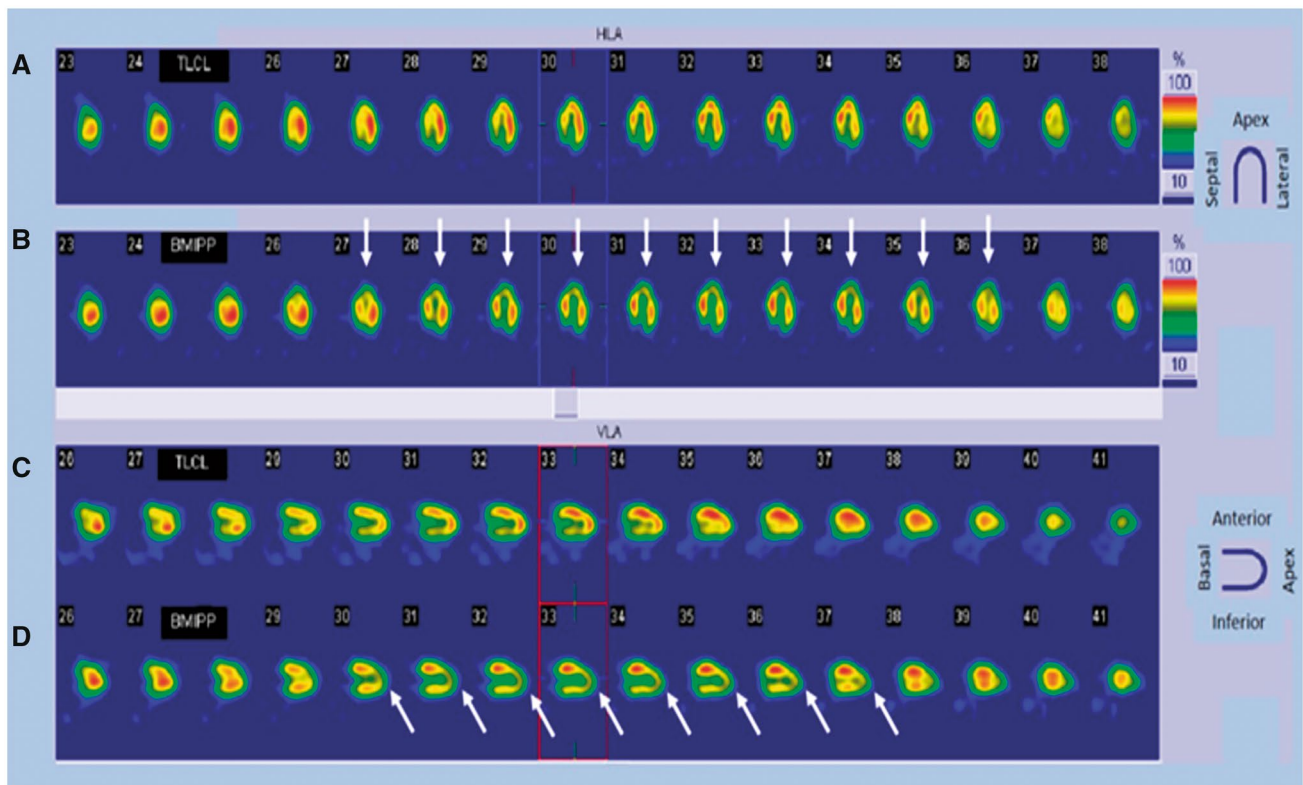 HLA
A
23 24 TLCL 26 27 28 29 30 31 32 33 34 35 36 37 38
%
100
10
Apex
Septal
Lateral
B
23 24 BMIPP 26 27 28 29 30 31 32 33 34 35 36 37 38
%
100
10
VLA
C
26 27 TLCL 29 30 31 32 33 34 35 36 37 38 39 40 41
Anterior
Basal
Apex
Inferior
D
26 27 BMIPP 29 30 31 32 33 34 35 36 37 38 39 40 41